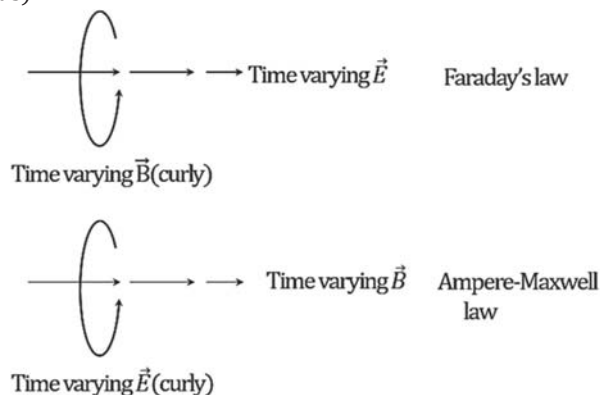 Time varying E⃗ Faraday's law
Time varying B⃗(curly)
Time varying B⃗ Ampere-Maxwell
law
Time varying E⃗(curly)